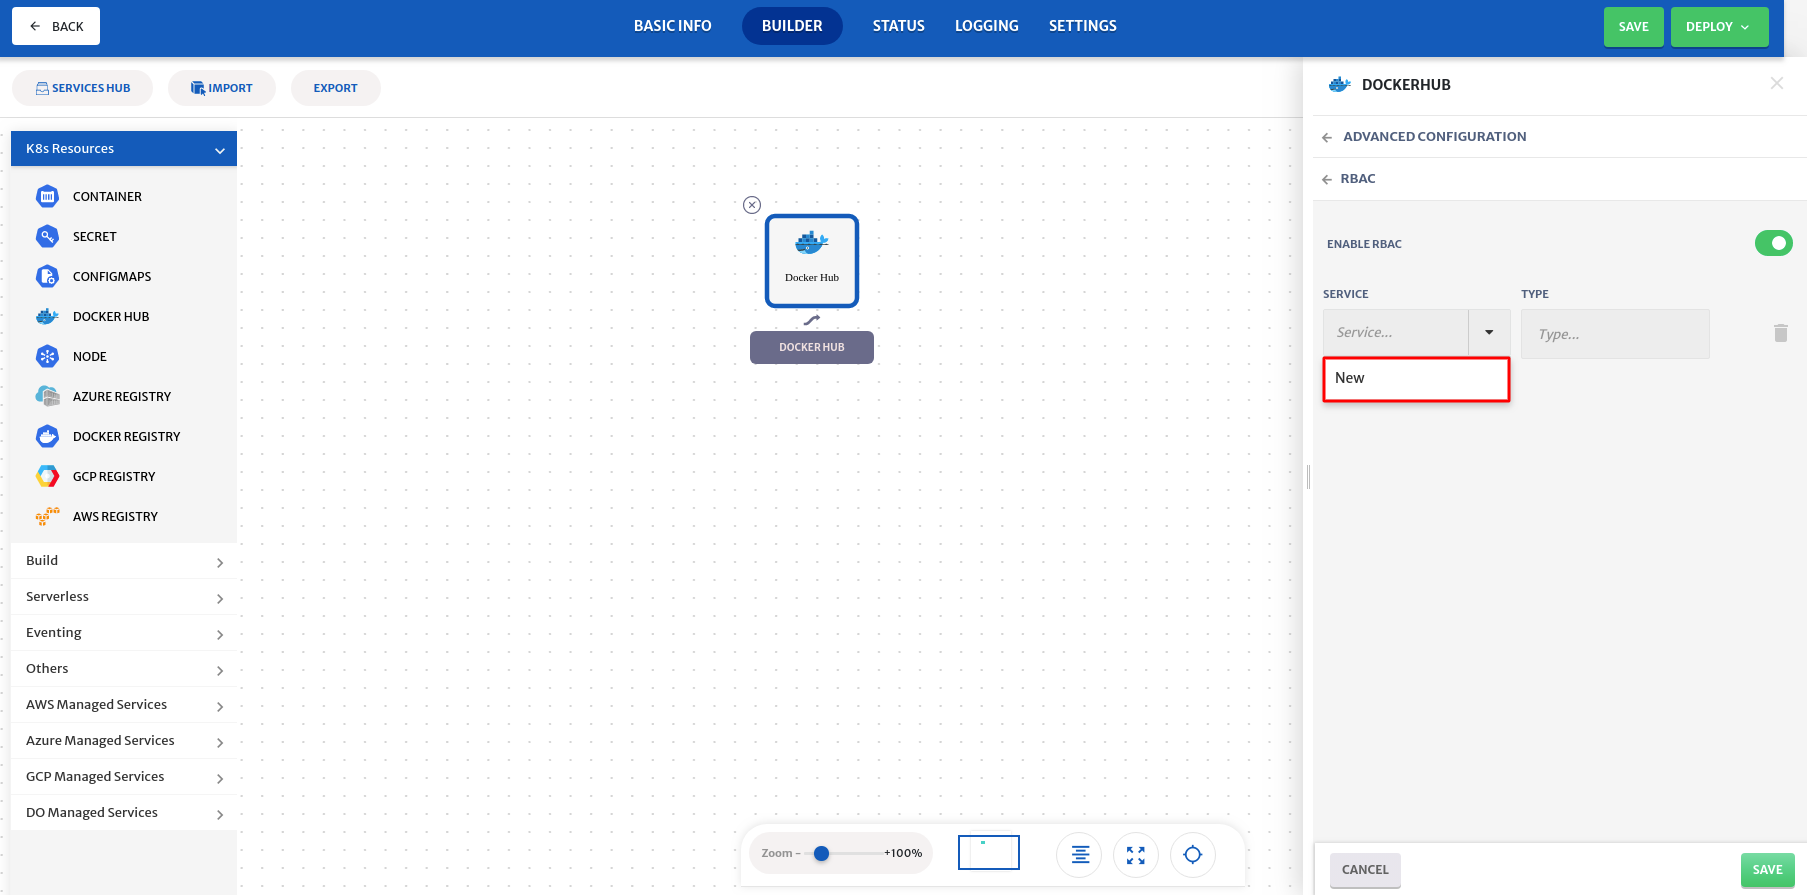 BACK
BASIC INFO
BUILDER
STATUS
LOGGING
SETTINGS
SAVE
DEPLOY
SERVICES HUB
IMPORT
EXPORT
K8s Resources
CONTAINER
SECRET
CONFIGMAPS
DOCKER HUB
NODE
AZURE REGISTRY
DOCKER REGISTRY
GCP REGISTRY
AWS REGISTRY
Build
Serverless
Eventing
Others
AWS Managed Services
Azure Managed Services
GCP Managed Services
DO Managed Services
Docker Hub
DOCKER HUB
Zoom - +100%
DOCKERHUB
ADVANCED CONFIGURATION
RBAC
ENABLE RBAC
SERVICE TYPE
Service... Type...
New
CANCEL
SAVE